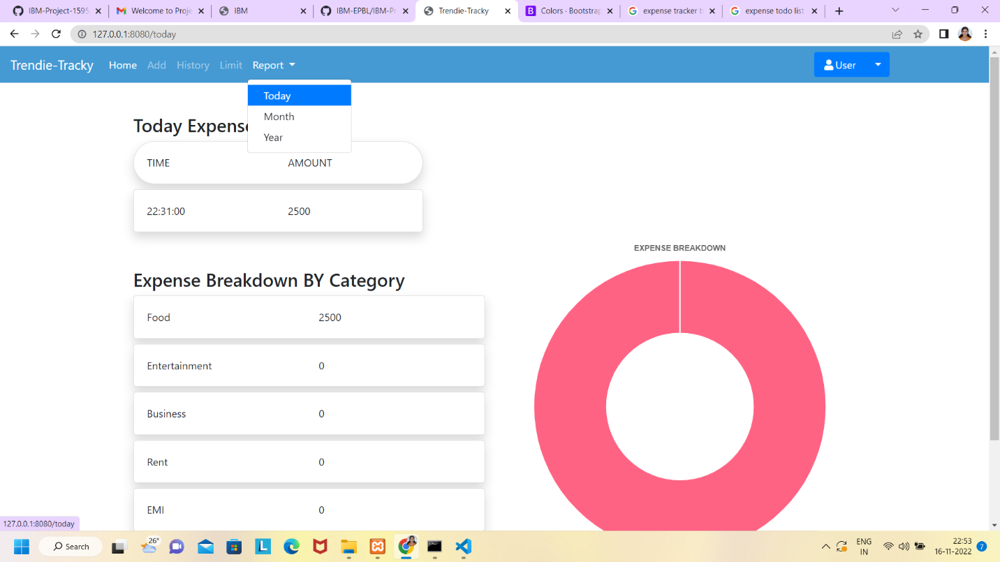 IBM-Project-1595
Welcome to Proje
IBM
IBM-EPBL/IBM-Pr
Trendie-Tracky
Colors · Bootstrap
expense tracker b
expense todo list
127.0.0.1:8080/today
Trendie-Tracky
Home
Add
History
Limit
Report
User
Today
Month
Year
Today Expense
TIME
AMOUNT
22:31:00
2500
EXPENSE BREAKDOWN
Expense Breakdown BY Category
Food
2500
Entertainment
0
Business
0
Rent
0
EMI
0
127.0.0.1:8080/today
Search
26°
ENG
IN
22:53
16-11-2022
7